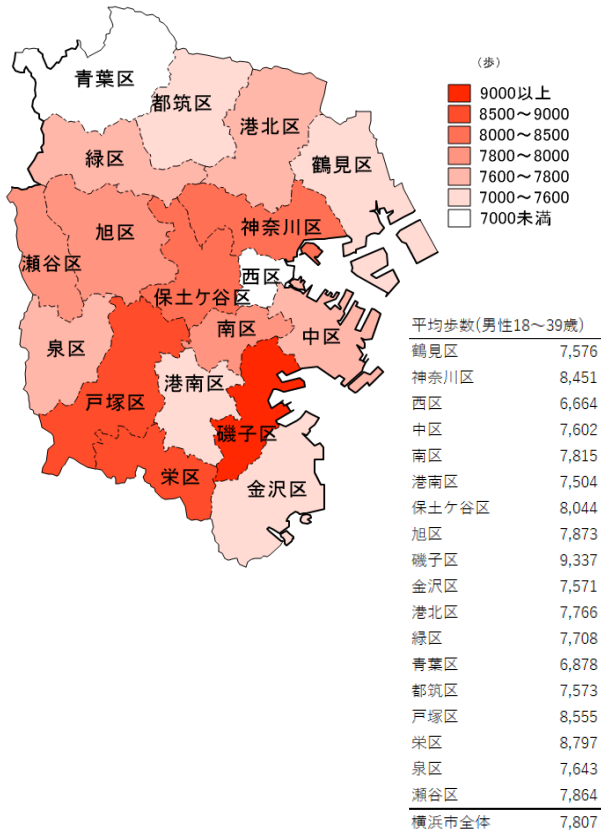 青葉区
都筑区
港北区
緑区
鶴見区
旭区
神奈川区
瀬谷区
西区
保土ケ谷区
泉区
南区
中区
港南区
戸塚区
磯子区
栄区
金沢区
(歩)
9000以上
8500~9000
8000~8500
7800~8000
7600~7800
7000~7600
7000未満
平均歩数(男性18~39歳)
鶴見区 7,576
神奈川区 8,451
西区 6,664
中区 7,602
南区 7,815
港南区 7,504
保土ケ谷区 8,044
旭区 7,873
磯子区 9,337
金沢区 7,571
港北区 7,766
緑区 7,708
青葉区 6,878
都筑区 7,573
戸塚区 8,555
栄区 8,797
泉区 7,643
瀬谷区 7,864
横浜市全体 7,807